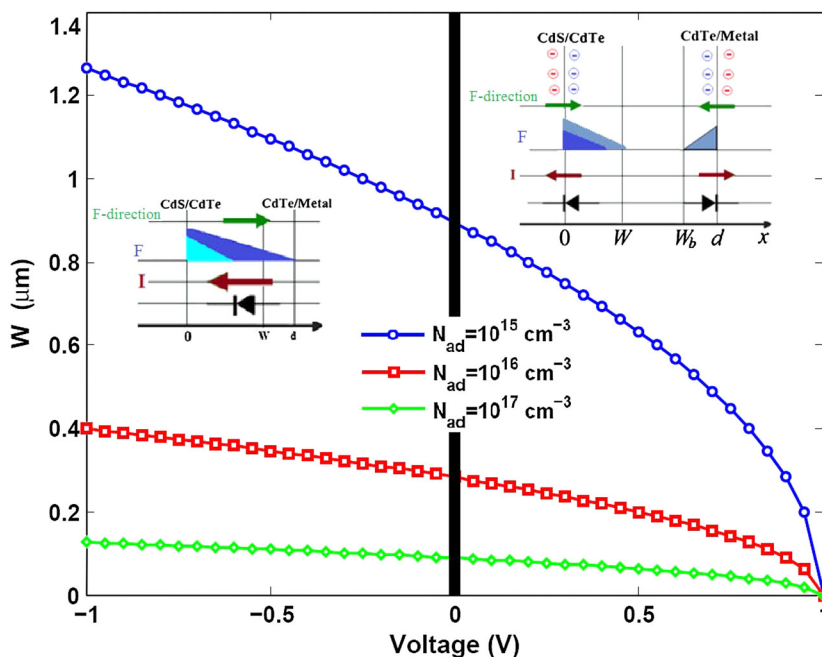 1.4
1.2
1
0.8
0.6
0.4
0.2
0
W (μm)
CdS/CdTe CdTe/Metal
F-direction
F
I
0 W W_b d x
CdS/CdTe CdTe/Metal
F-direction
F
I
0 W d
N_ad=10^15 cm^−3
N_ad=10^16 cm^−3
N_ad=10^17 cm^−3
−1 −0.5 0 0.5 1
Voltage (V)